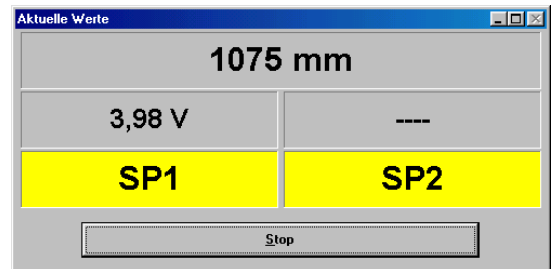 Aktuelle Werte
1075 mm
3,98 V ----
SP1 SP2
Stop